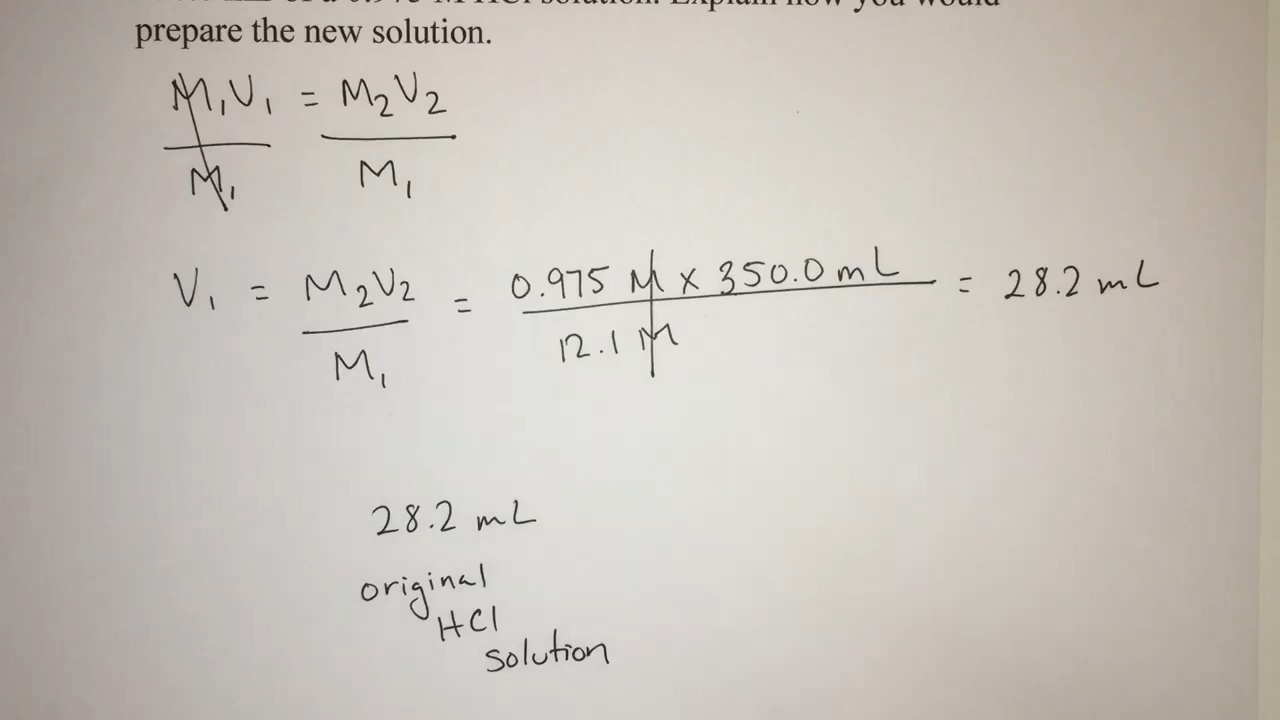 prepare the new solution.
M₁V₁ = M₂V₂
M₁ M₁
V₁ = M₂V₂ = 0.975 M x 350.0 mL = 28.2 mL
M₁ 12.1 M
28.2 mL
original
HCl
solution